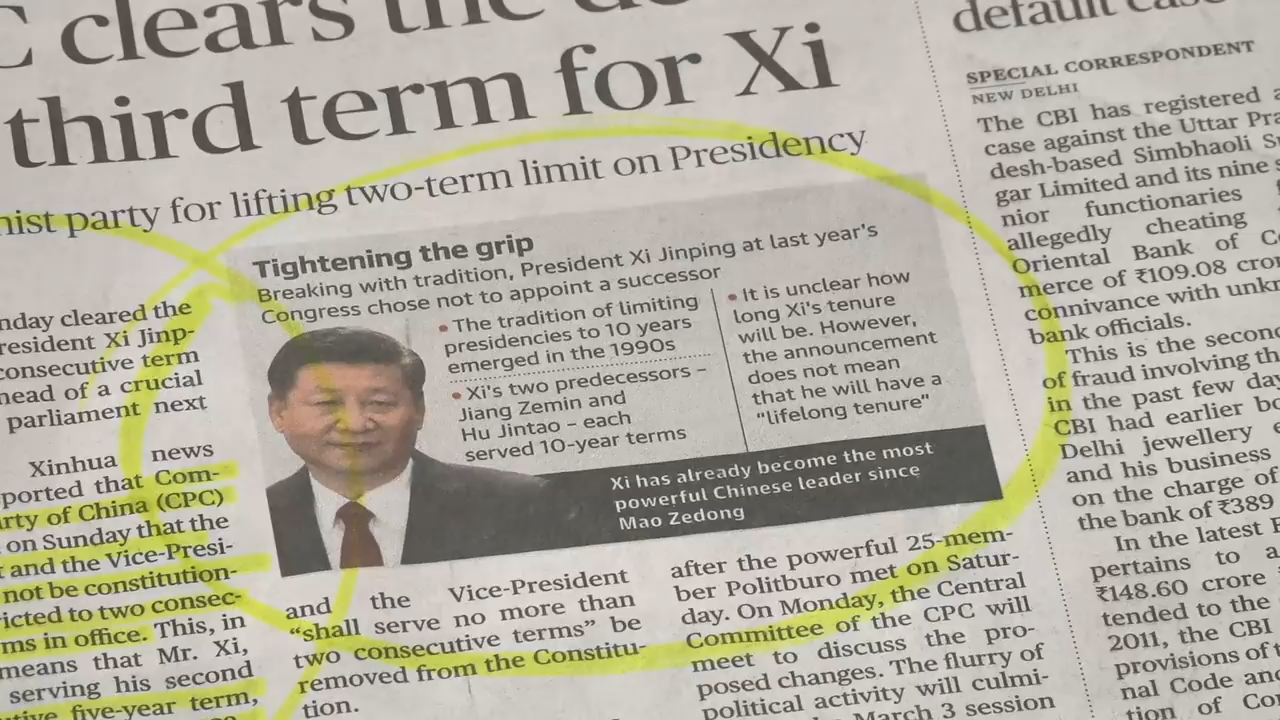 C clears the
third term for Xi
nist party for lifting two-term limit on Presidency
nday cleared the
resident Xi Jinp-
consecutive term
head of a crucial
parliament next
Xinhua news
ported that Com-
arty of China (CPC)
on Sunday that the
t and the Vice-Presi-
not be constitution-
icted to two consec-
ms in office. This, in
means that Mr. Xi,
serving his second
tive five-year term,
Tightening the grip
Breaking with tradition, President Xi Jinping at last year's
Congress chose not to appoint a successor
• The tradition of limiting
presidencies to 10 years
emerged in the 1990s
• Xi's two predecessors –
Jiang Zemin and
Hu Jintao – each
served 10-year terms
• It is unclear how
long Xi's tenure
will be. However,
the announcement
does not mean
that he will have a
"lifelong tenure"
Xi has already become the most
powerful Chinese leader since
Mao Zedong
and the Vice-President
“shall serve no more than
two consecutive terms” be
removed from the Constitu-
tion.
after the powerful 25-mem-
ber Politburo met on Satur-
day. On Monday, the Central
Committee of the CPC will
meet to discuss the pro-
posed changes. The flurry of
political activity will culmi-
March 3 session
default case
SPECIAL CORRESPONDENT
NEW DELHI
The CBI has registered a
case against the Uttar Pra
desh-based Simbhaoli Su
gar Limited and its nine
nior functionaries
allegedly cheating
Oriental Bank of Co
merce of ₹109.08 cror
connivance with unkn
bank officials.
This is the secon
of fraud involving th
in the past few day
CBI had earlier bo
Delhi jewellery e
and his business
on the charge of
the bank of ₹389
In the latest
pertains to a
₹148.60 crore
tended to the
2011, the CBI
provisions of t
nal Code and
tion of Cor